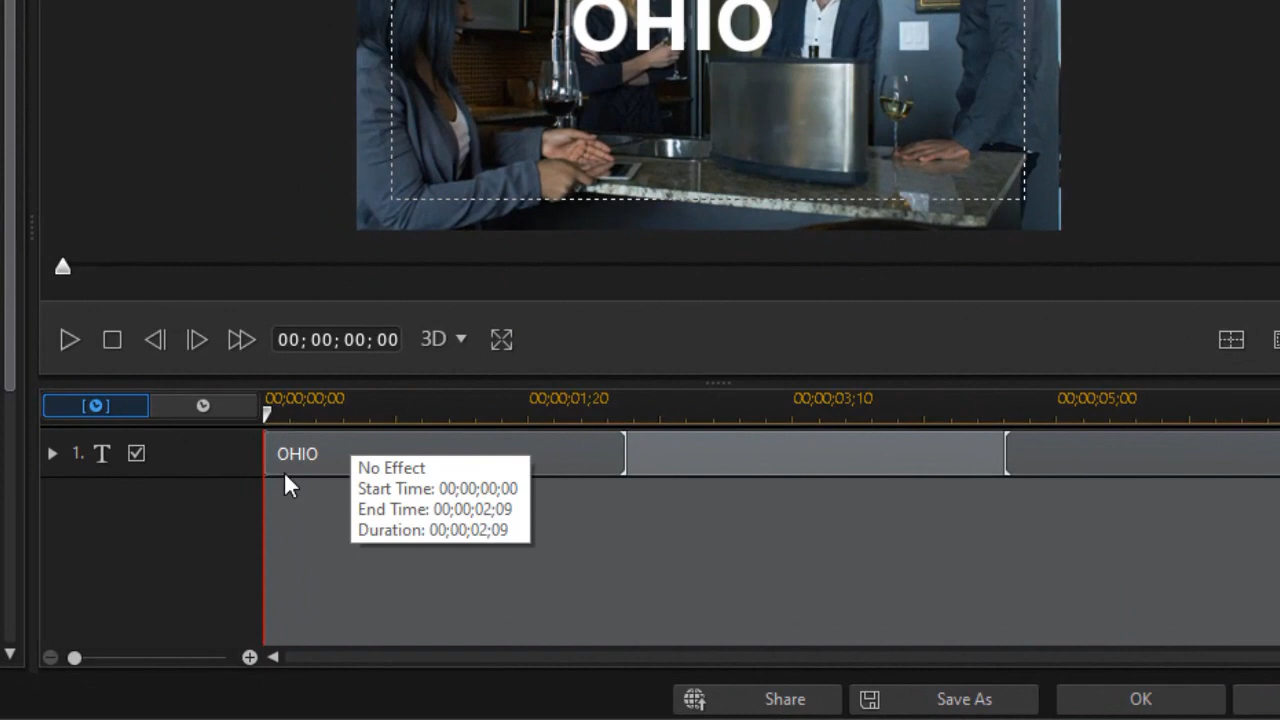 OHIO
00;00;00;00
3D
00;00;00;00 00;00;01;20 00;00;03;10 00;00;05;00
1. T
OHIO
No Effect
Start Time: 00;00;00;00
End Time: 00;00;02;09
Duration: 00;00;02;09
Share
Save As
OK